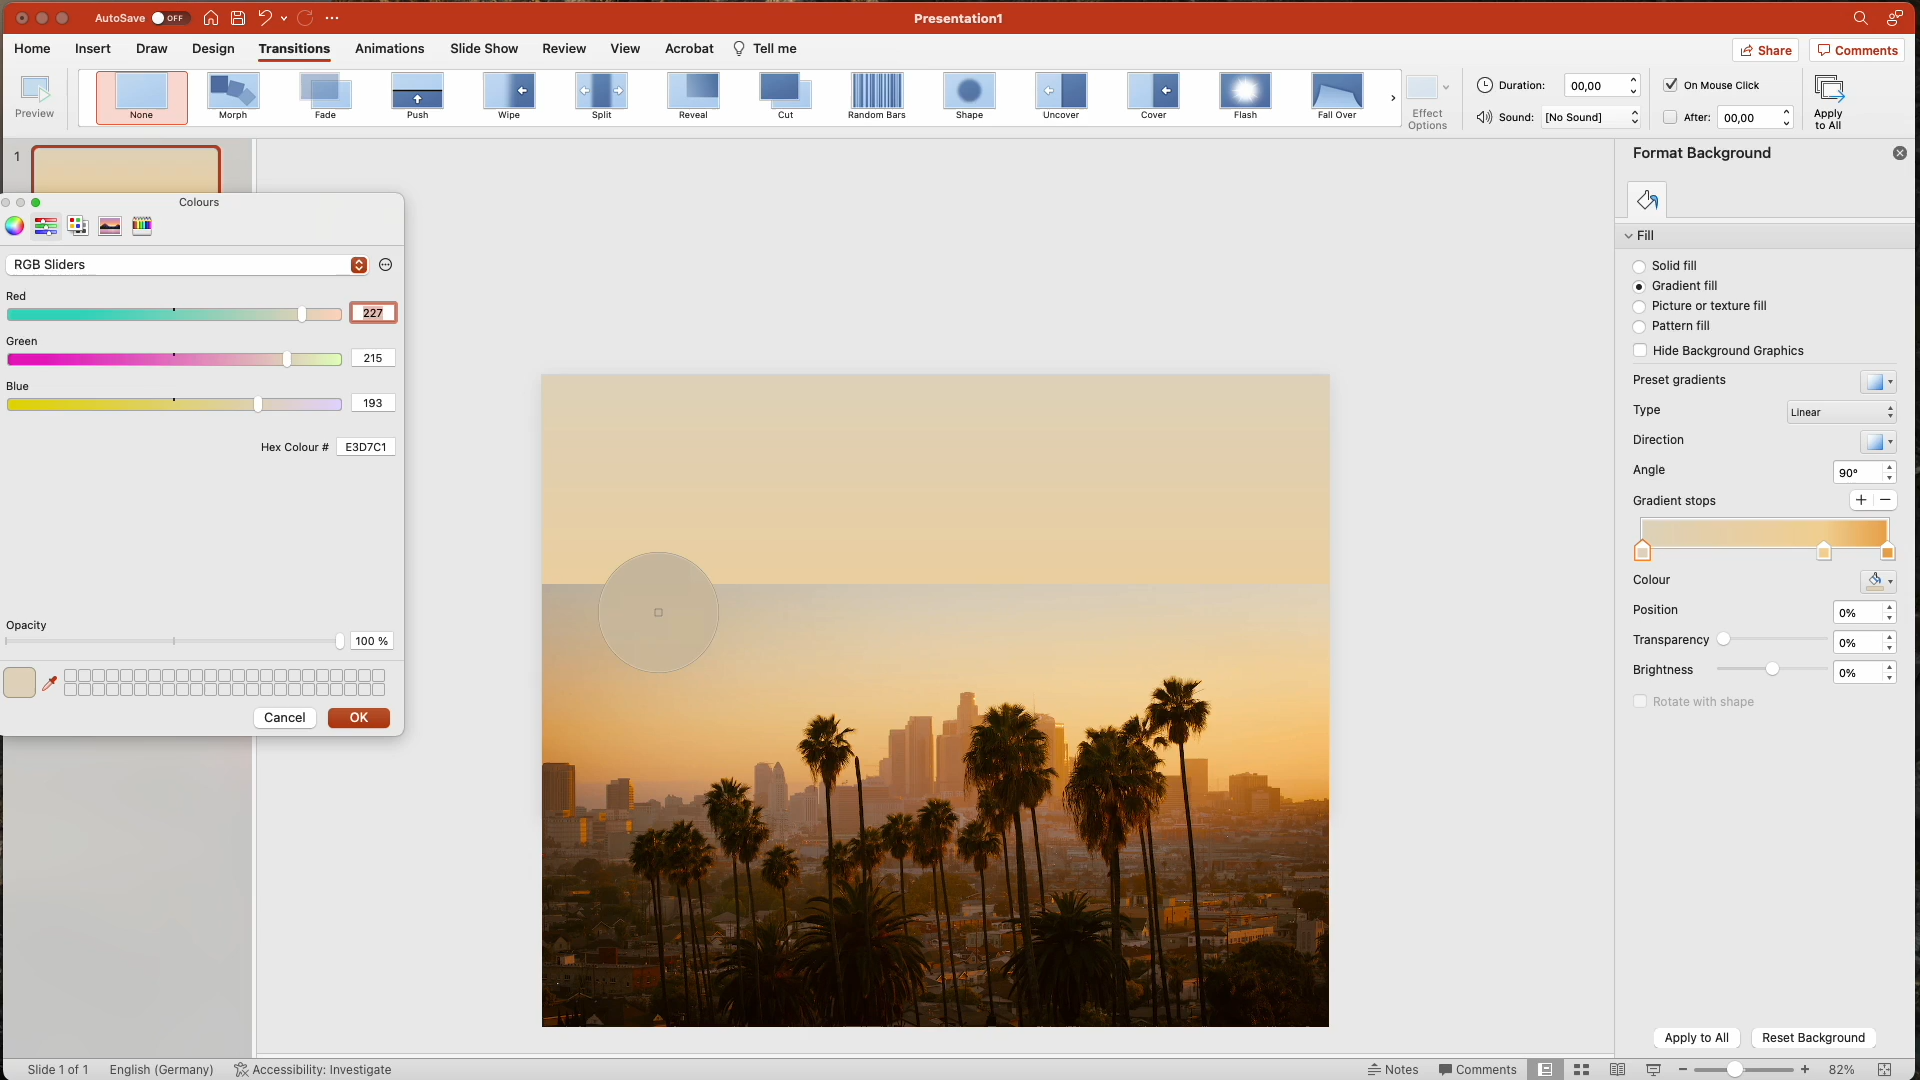 AutoSave OFF
Presentation1
Home Insert Draw Design Transitions Animations Slide Show Review View Acrobat Tell me
Share Comments
Preview
None Morph Fade Push Wipe Split Reveal Cut Random Bars Shape Uncover Cover Flash Fall Over
Effect Options
Duration: 00,00
Sound: [No Sound]
On Mouse Click
After: 00,00
Apply to All
1
Colours
RGB Sliders
Red
227
Green
215
Blue
193
Hex Colour # E3D7C1
Opacity
100 %
Cancel OK
Format Background
Fill
Solid fill
Gradient fill
Picture or texture fill
Pattern fill
Hide Background Graphics
Preset gradients
Type Linear
Direction
Angle 90°
Gradient stops
Colour
Position 0%
Transparency 0%
Brightness 0%
Rotate with shape
Apply to All Reset Background
Slide 1 of 1 English (Germany) Accessibility: Investigate
Notes Comments 82%